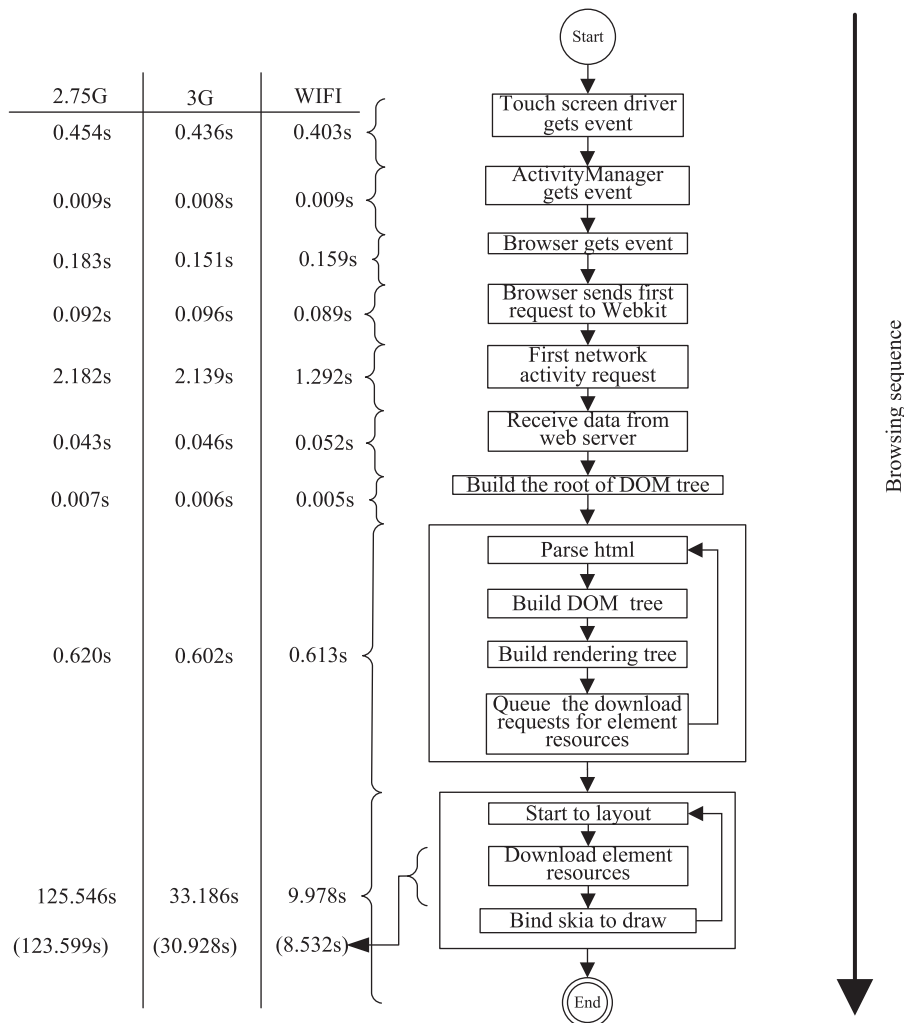 Start
2.75G 3G WIFI
Touch screen driver
gets event
0.454s 0.436s 0.403s
ActivityManager
gets event
0.009s 0.008s 0.009s
Browser gets event
0.183s 0.151s 0.159s
Browser sends first
request to Webkit
0.092s 0.096s 0.089s
First network
activity request
2.182s 2.139s 1.292s
Receive data from
web server
0.043s 0.046s 0.052s
Build the root of DOM tree
0.007s 0.006s 0.005s
Parse html
Build DOM tree
Build rendering tree
0.620s 0.602s 0.613s
Queue the download
requests for element
resources
Start to layout
Download element
resources
125.546s 33.186s 9.978s
Bind skia to draw
(123.599s) (30.928s) (8.532s)
End
Browsing sequence